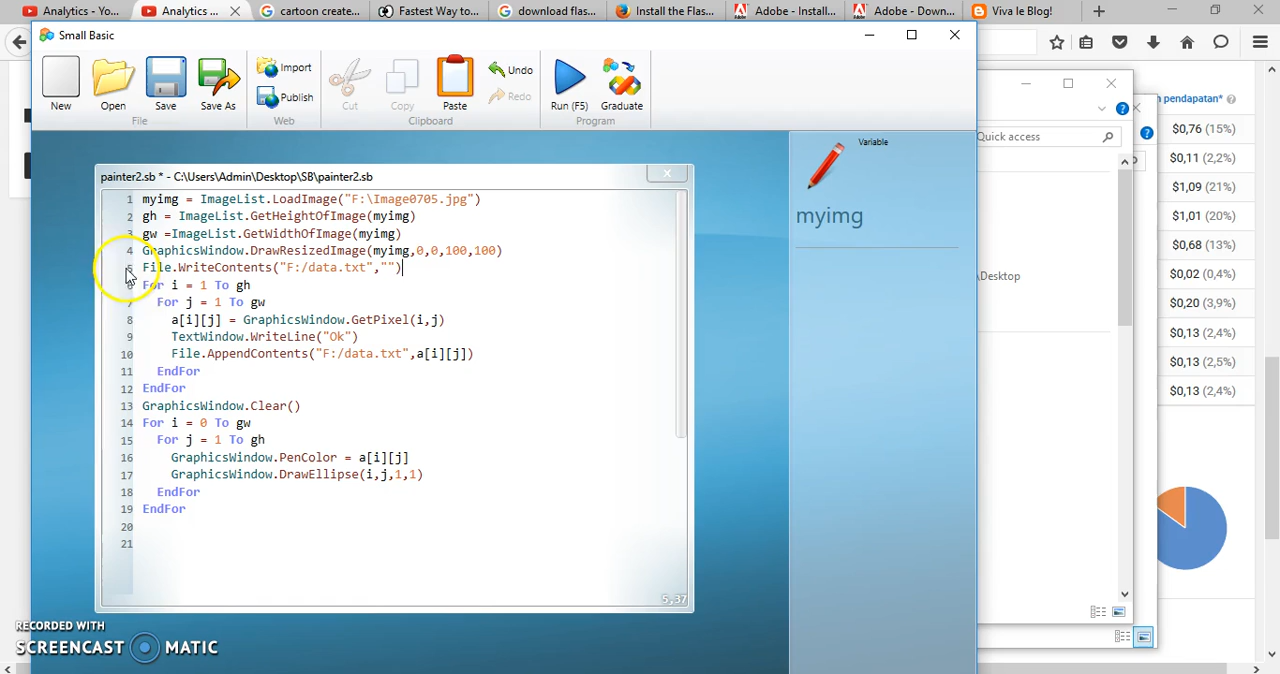 Analytics - Yo...
Analytics ...
cartoon create...
Fastest Way to...
download flas...
Install the Flas...
Adobe - Install...
Adobe - Down...
Viva le Blog!
Small Basic
New
Open
Save
Save As
Import
Publish
Cut
Copy
Paste
Undo
Redo
Run (F5)
Graduate
File
Web
Clipboard
Program
painter2.sb * - C:\Users\Admin\Desktop\SB\painter2.sb
1 myimg = ImageList.LoadImage("F:\Image0705.jpg")
2 gh = ImageList.GetHeightOfImage(myimg)
3 gw =ImageList.GetWidthOfImage(myimg)
4 GraphicsWindow.DrawResizedImage(myimg,0,0,100,100)
5 File.WriteContents("F:/data.txt","")
6 For i = 1 To gh
7 For j = 1 To gw
8 a[i][j] = GraphicsWindow.GetPixel(i,j)
9 TextWindow.WriteLine("Ok")
10 File.AppendContents("F:/data.txt",a[i][j])
11 EndFor
12 EndFor
13 GraphicsWindow.Clear()
14 For i = 0 To gw
15 For j = 1 To gh
16 GraphicsWindow.PenColor = a[i][j]
17 GraphicsWindow.DrawEllipse(i,j,1,1)
18 EndFor
19 EndFor
20
21
5,37
Variable
myimg
Quick access
Desktop
pendapatan*
$0,76 (15%)
$0,11 (2,2%)
$1,09 (21%)
$1,01 (20%)
$0,68 (13%)
$0,02 (0,4%)
$0,20 (3,9%)
$0,13 (2,4%)
$0,13 (2,5%)
$0,13 (2,4%)
RECORDED WITH
SCREENCAST MATIC